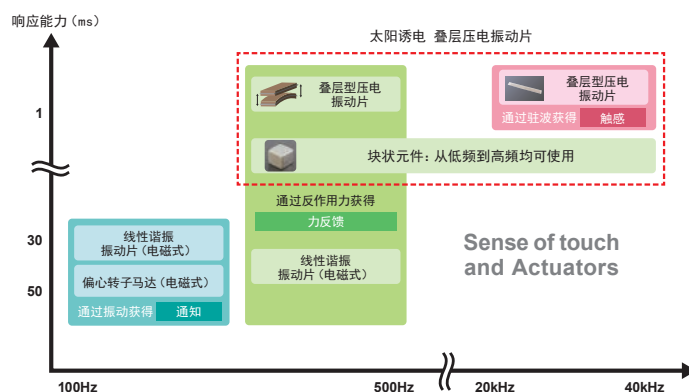 响应能力（ms）
太阳诱电 叠层压电振动片
叠层型压电
振动片
叠层型压电
振动片
通过驻波获得 触感
1
块状元件：从低频到高頻均可使用
通过反作用力获得
力反馈
30
线性谐振
振动片（电磁式）
Sense of touch
and Actuators
线性谐振
振动片（电磁式）
偏心转子马达（电磁式）
50
通过振动获得 通知
100Hz
500Hz
20kHz
40kHz